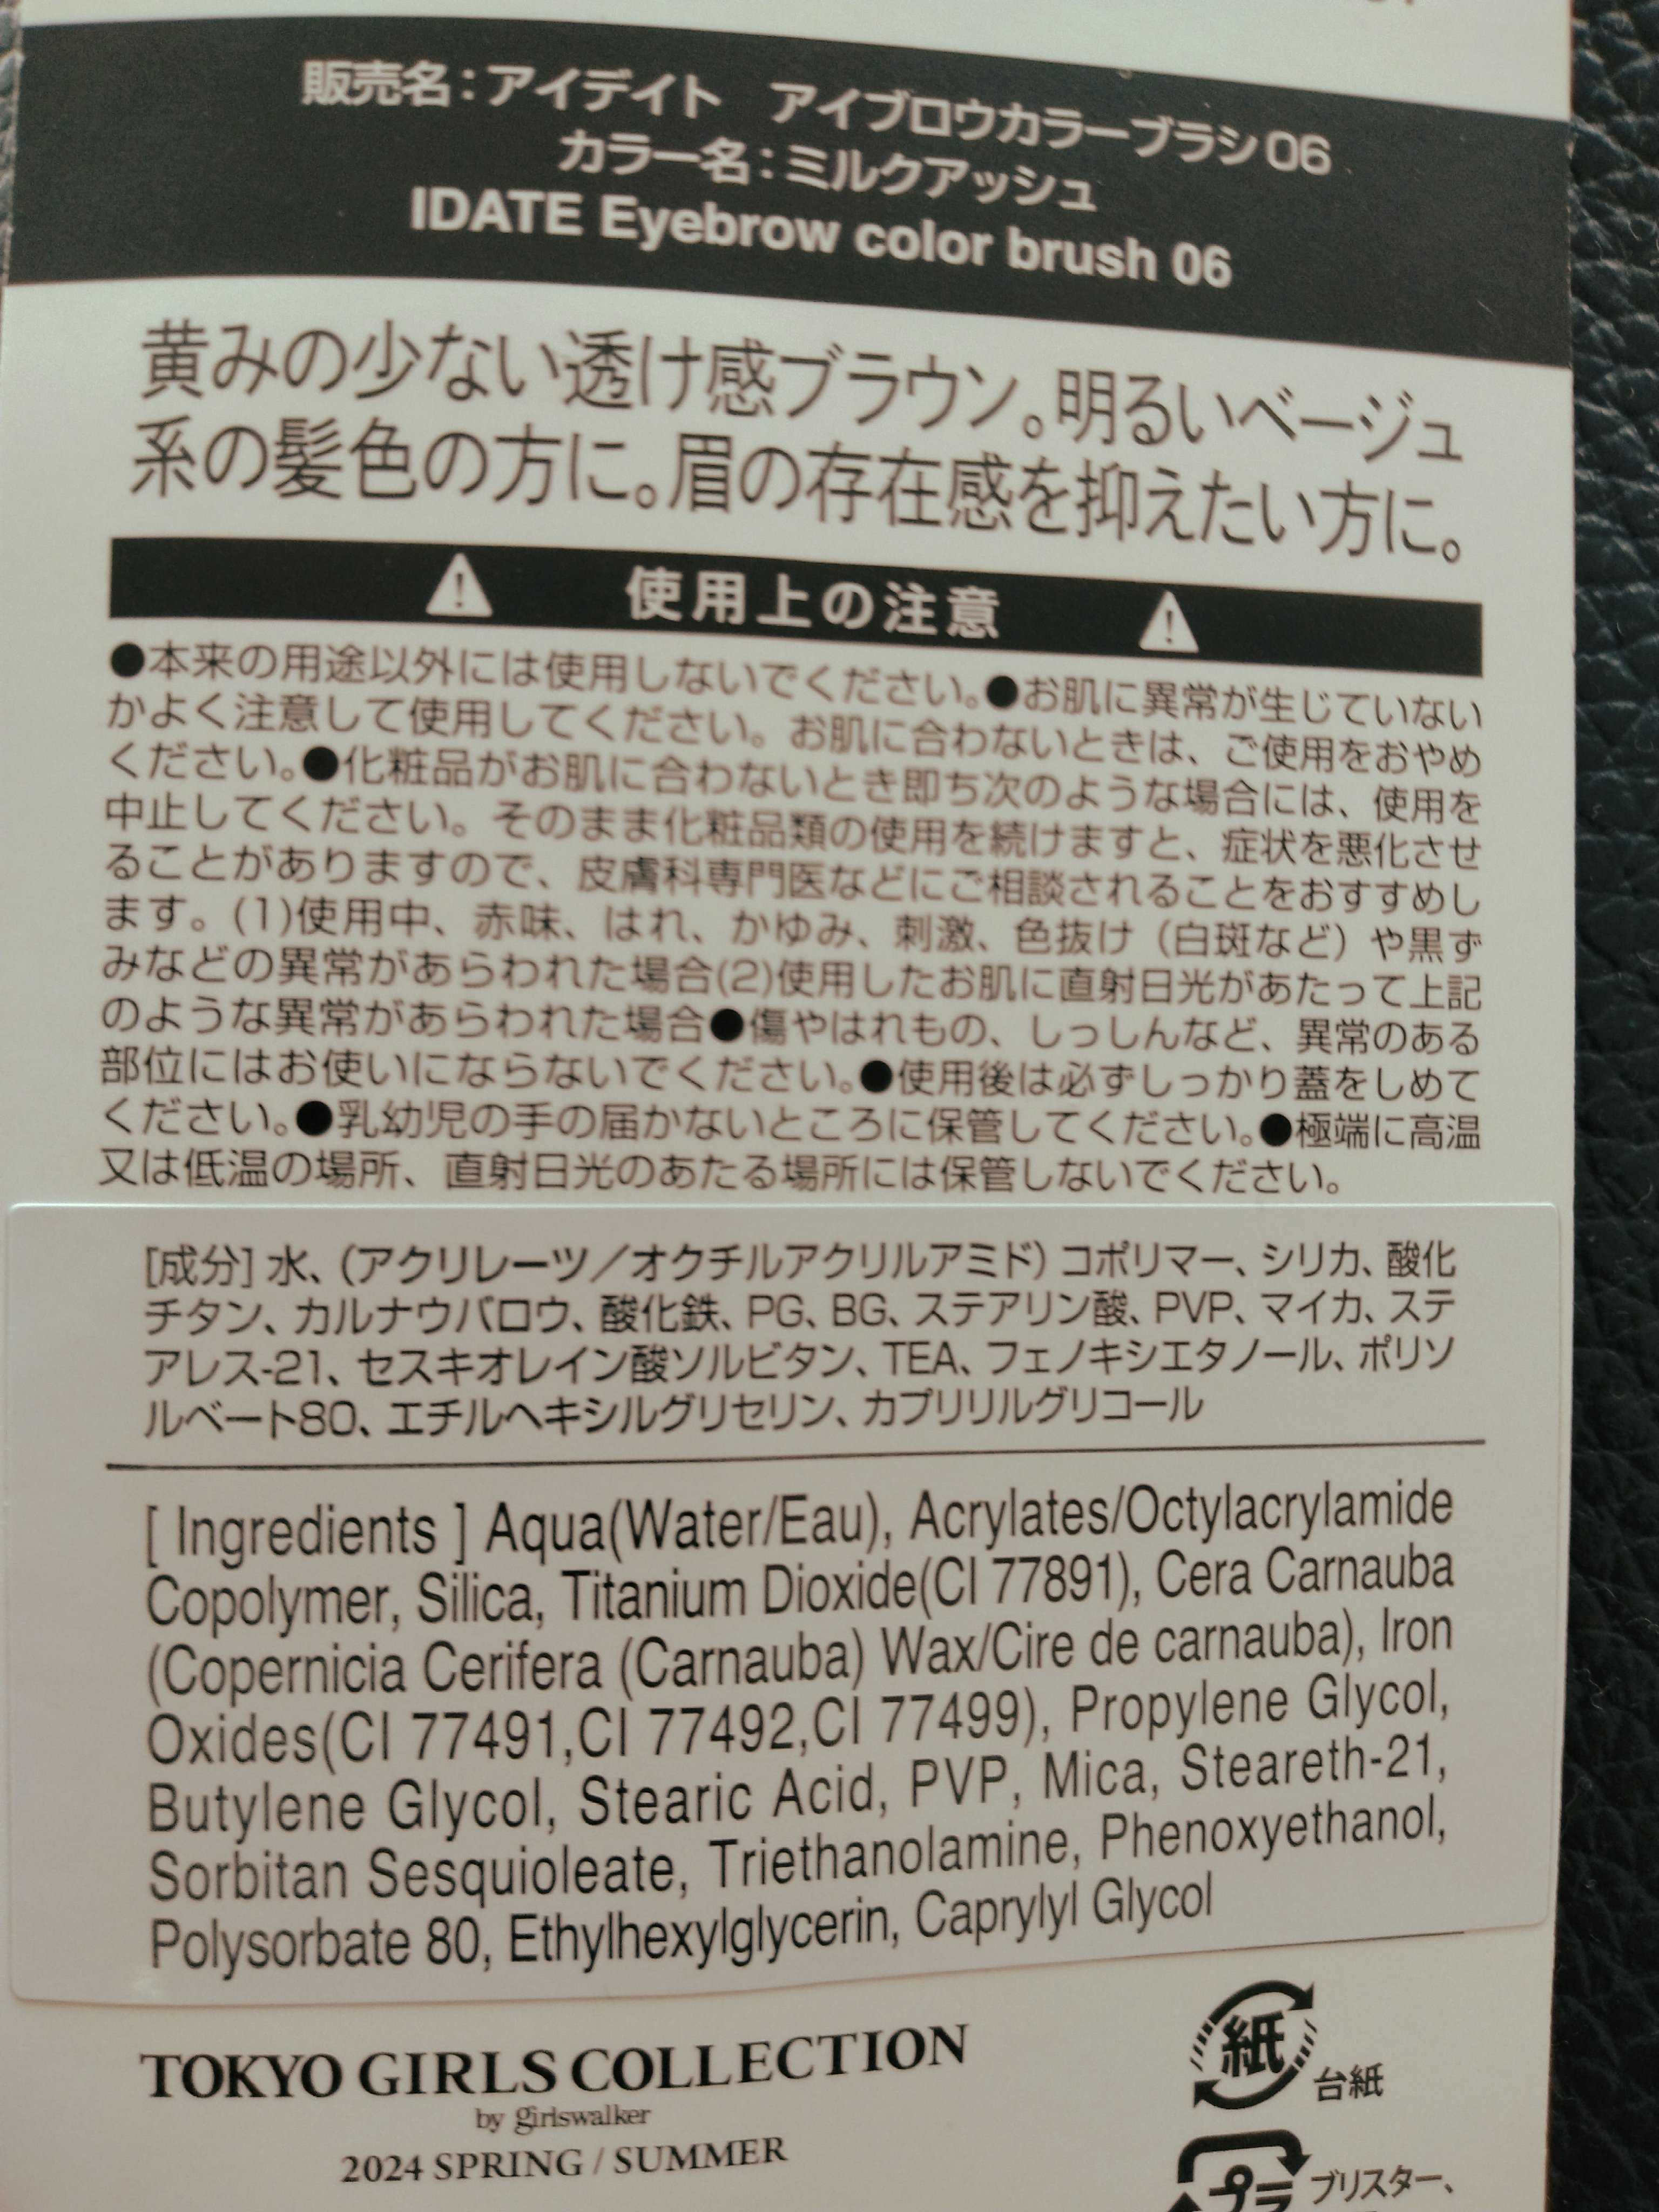 販売名：アイデイト　アイブロウカラーブラシ06
カラー名：ミルクアッシュ
IDATE Eyebrow color brush 06
黄みの少ない透け感ブラウン。明るいベージュ
系の髪色の方に。眉の存在感を抑えたい方に。
使用上の注意
●本来の用途以外には使用しないでください。●お肌に異常が生じていない
かよく注意して使用してください。お肌に合わないときは、ご使用をおやめ
ください。●化粧品がお肌に合わないとき即ち次のような場合には、使用を
中止してください。そのまま化粧品類の使用を続けますと、症状を悪化させ
ることがありますので、皮膚科専門医などにご相談されることをおすすめし
ます。(1)使用中、赤味、はれ、かゆみ、刺激、色抜け（白斑など）や黒ず
みなどの異常があらわれた場合(2)使用したお肌に直射日光があたって上記
のような異常があらわれた場合●傷やはれもの、しっしんなど、異常のある
部位にはお使いにならないでください。●使用後は必ずしっかり蓋をしめて
ください。●乳幼児の手の届かないところに保管してください。●極端に高温
又は低温の場所、直射日光のあたる場所には保管しないでください。
[成分] 水、（アクリレーツ／オクチルアクリルアミド）コポリマー、シリカ、酸化
チタン、カルナウバロウ、酸化鉄、PG、BG、ステアリン酸、PVP、マイカ、ステ
アレス-21、セスキオレイン酸ソルビタン、TEA、フェノキシエタノール、ポリソ
ルベート80、エチルヘキシルグリセリン、カプリリルグリコール
[ Ingredients ] Aqua(Water/Eau), Acrylates/Octylacrylamide
Copolymer, Silica, Titanium Dioxide(CI 77891), Cera Carnauba
(Copernicia Cerifera (Carnauba) Wax/Cire de carnauba), Iron
Oxides(CI 77491,CI 77492,CI 77499), Propylene Glycol,
Butylene Glycol, Stearic Acid, PVP, Mica, Steareth-21,
Sorbitan Sesquioleate, Triethanolamine, Phenoxyethanol,
Polysorbate 80, Ethylhexylglycerin, Caprylyl Glycol
TOKYO GIRLS COLLECTION
by girlswalker
2024 SPRING / SUMMER
紙 台紙
プラ ブリスター、